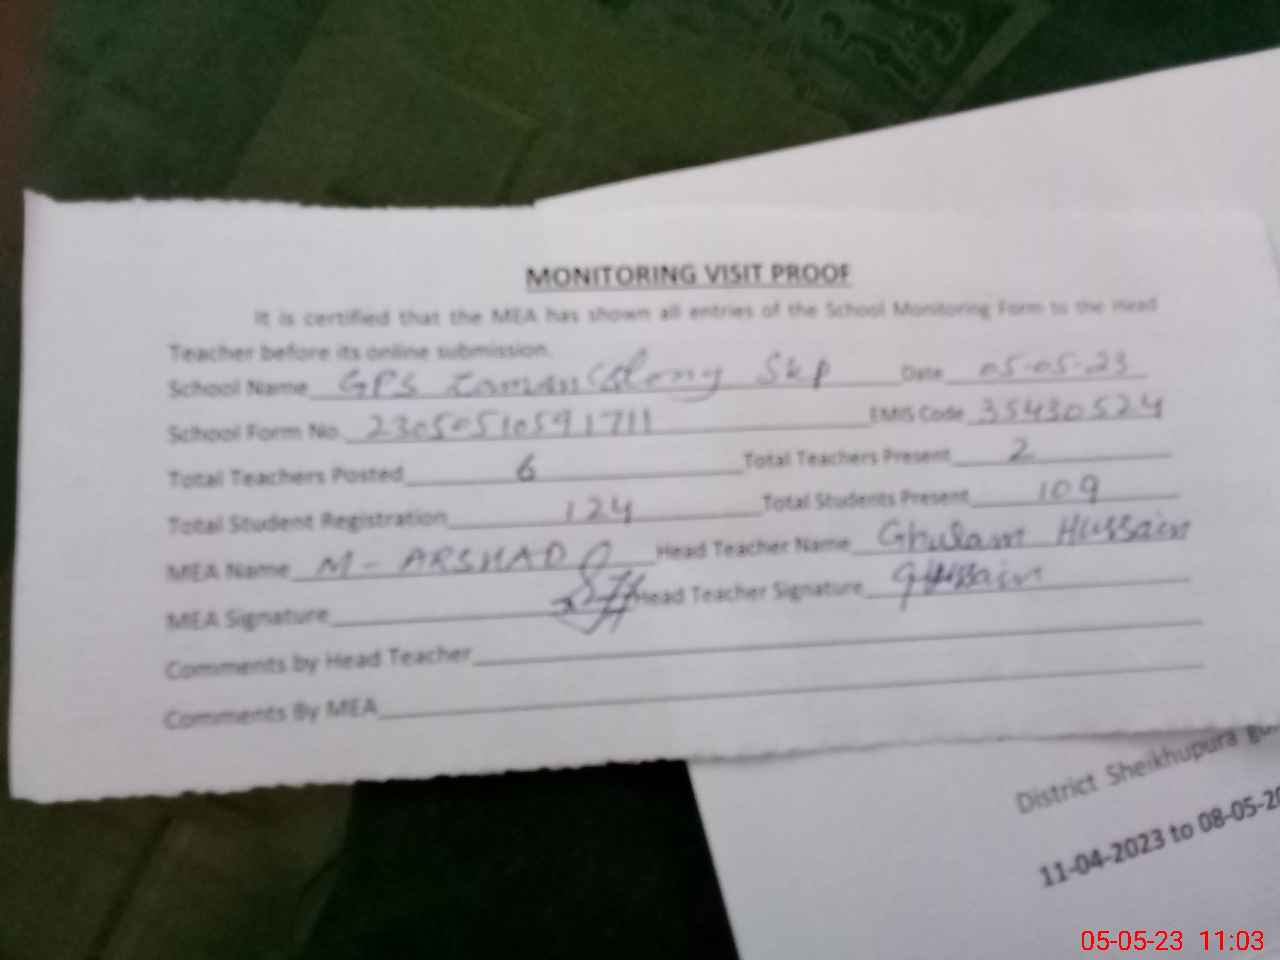 MONITORING VISIT PROOF
It is certified that the MEA has shown all entries of the School Monitoring Form to the Head
Teacher before its online submission.
School Name GPS Zaman Colony Skp Date 05-05-23
School Form No. 23050510591711 EMIS Code 35430524
Total Teachers Posted 6 Total Teachers Present 2
Total Student Registration 124 Total Students Present 109
MEA Name M- ARSHAD Head Teacher Name Ghulam Hussain
MEA Signature Head Teacher Signature GHussain
Comments by Head Teacher
Comments By MEA
District Sheikhupura
11-04-2023 to 08-05-20
05-05-23 11:03